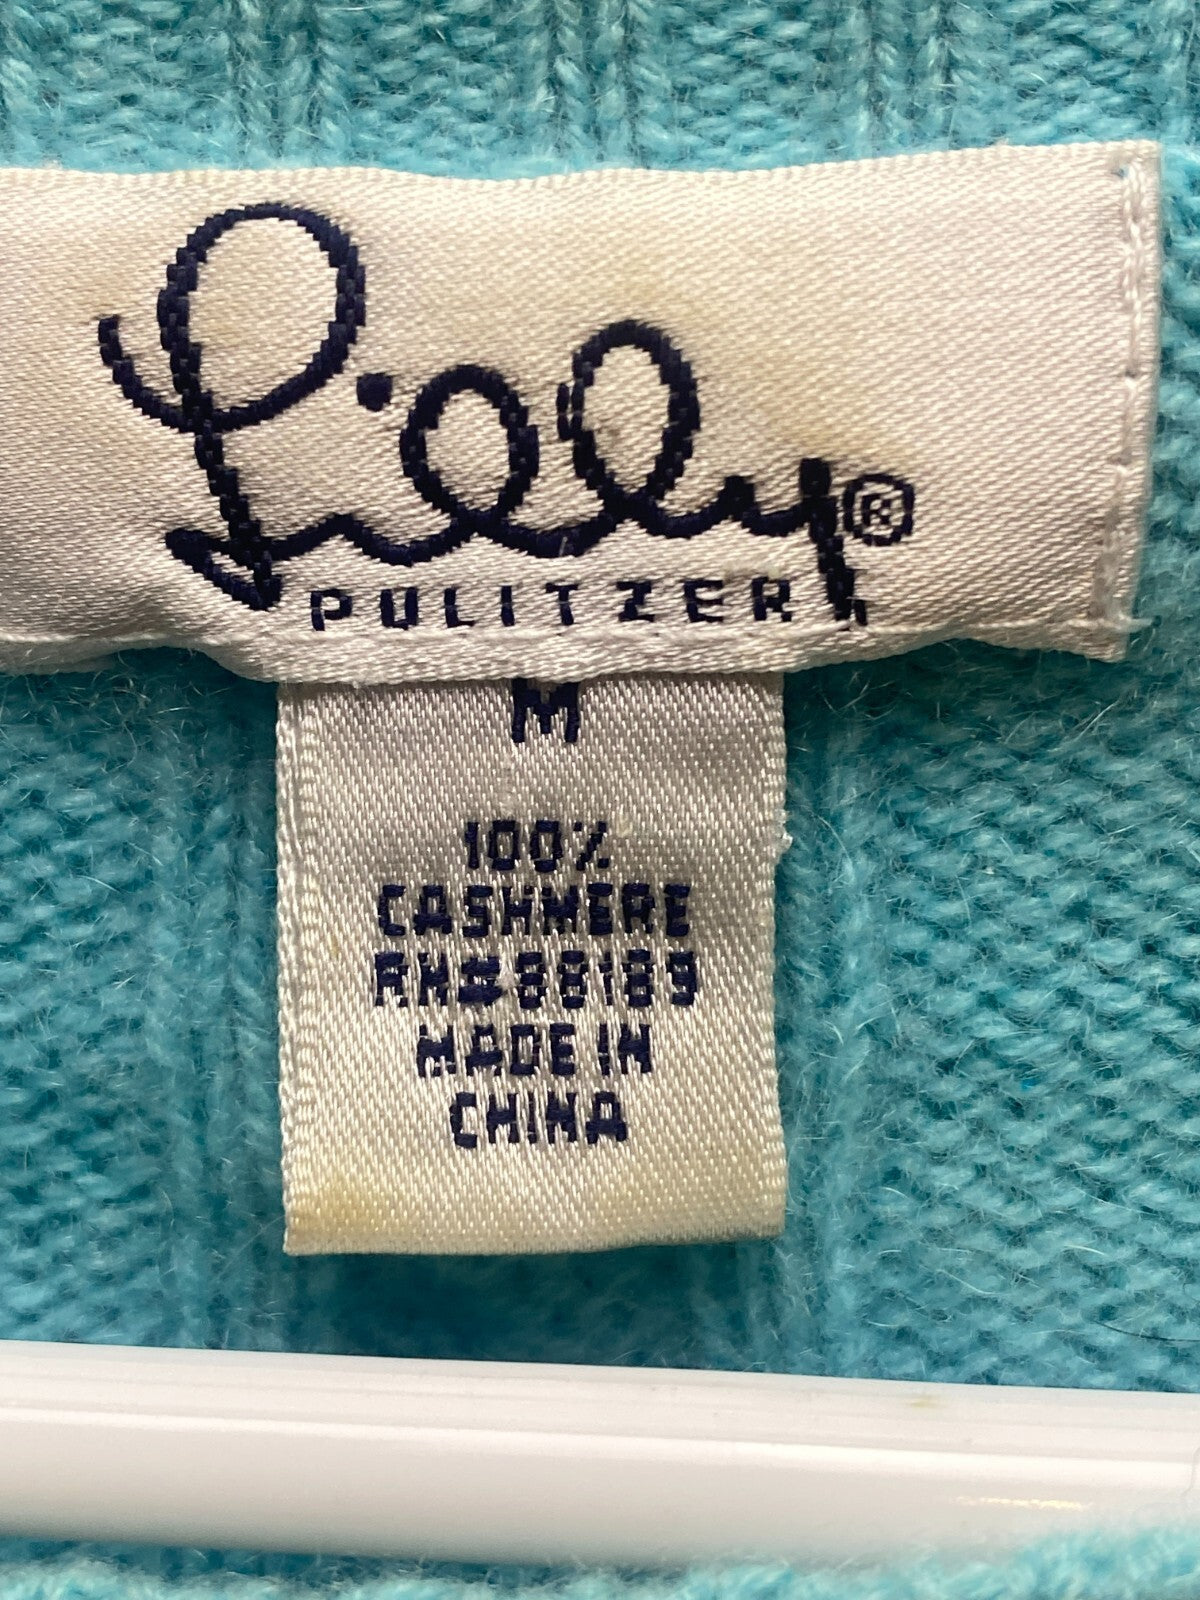 Lilly®
PULITZER
M
100%
CASHMERE
RN#88189
MADE IN
CHINA